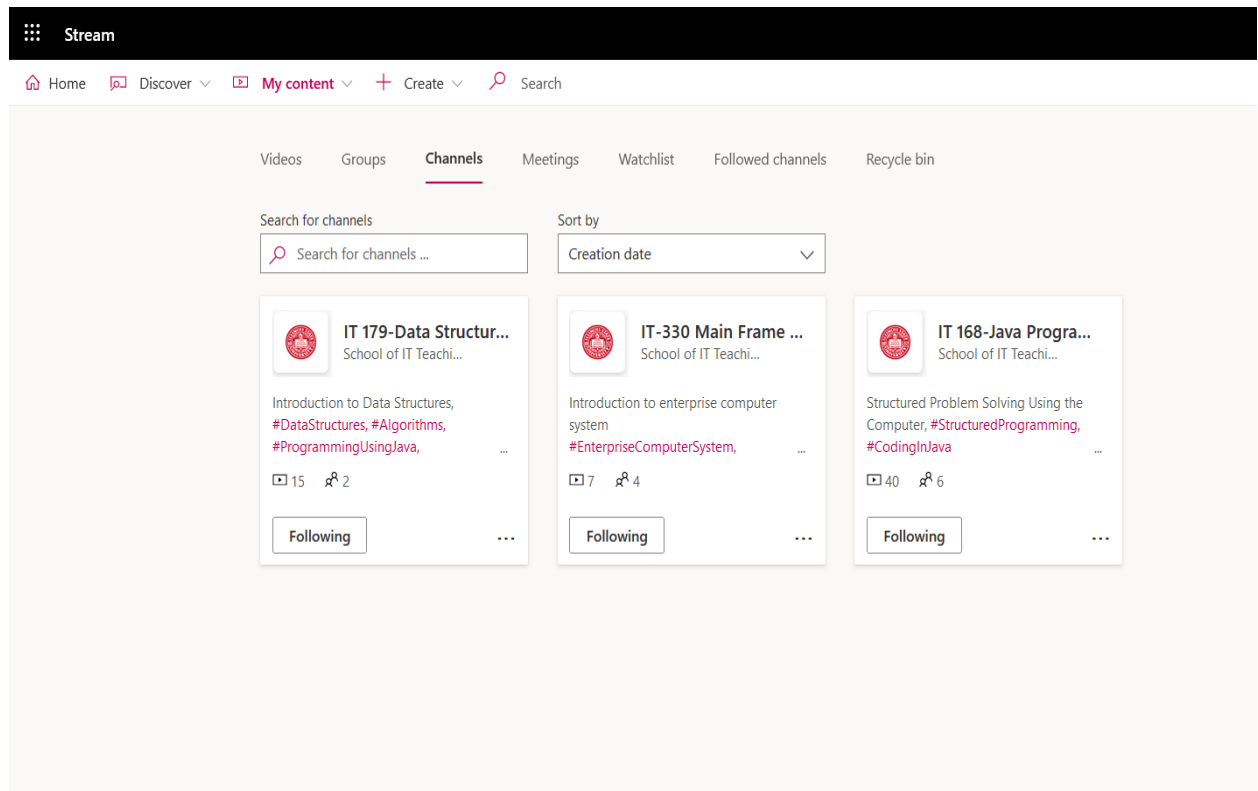 Stream
Home Discover My content Create Search
Videos Groups Channels Meetings Watchlist Followed channels Recycle bin
Search for channels
Sort by
Search for channels ...
Creation date
IT 179-Data Structur...
School of IT Teachi...
Introduction to Data Structures,
#DataStructures, #Algorithms,
#ProgrammingUsingJava,
...
15 2
Following
...
IT-330 Main Frame ...
School of IT Teachi...
Introduction to enterprise computer
system
#EnterpriseComputerSystem,
...
7 4
Following
...
IT 168-Java Progra...
School of IT Teachi...
Structured Problem Solving Using the
Computer, #StructuredProgramming,
#CodingInJava
...
40 6
Following
...